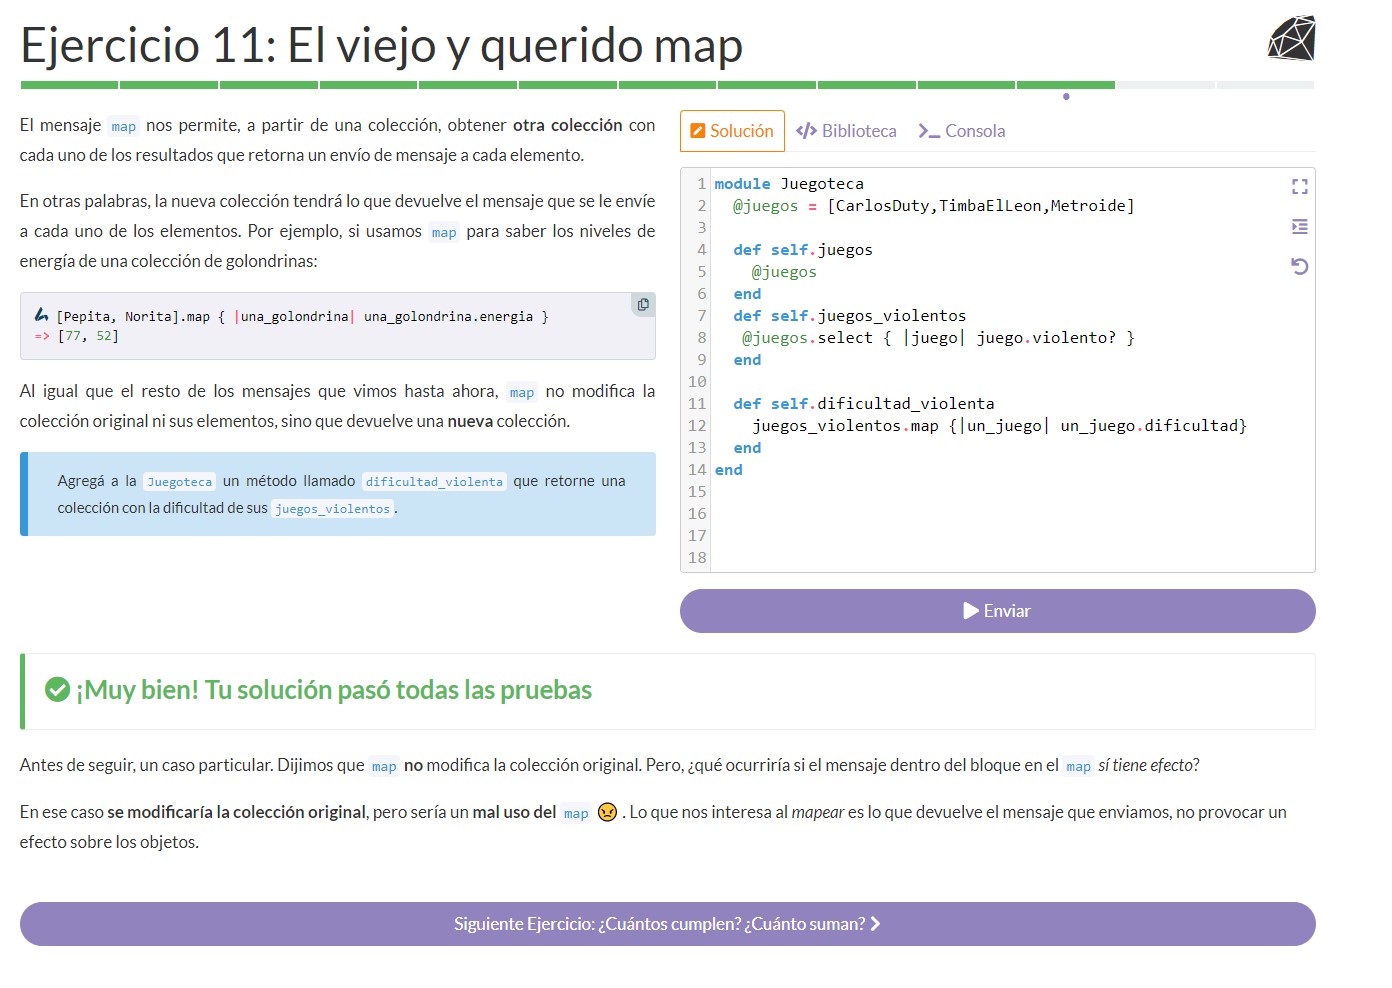 Ejercicio 11: El viejo y querido map
El mensaje map nos permite, a partir de una colección, obtener otra colección con
cada uno de los resultados que retorna un envío de mensaje a cada elemento.
En otras palabras, la nueva colección tendrá lo que devuelve el mensaje que se le envíe
a cada uno de los elementos. Por ejemplo, si usamos map para saber los niveles de
energía de una colección de golondrinas:
[Pepita, Norita].map { |una_golondrina| una_golondrina.energia }
=> [77, 52]
Al igual que el resto de los mensajes que vimos hasta ahora, map no modifica la
colección original ni sus elementos, sino que devuelve una nueva colección.
Agregá a la Juegoteca un método llamado dificultad_violenta que retorne una
colección con la dificultad de sus juegos_violentos.
Solución </> Biblioteca >_ Consola
1 module Juegoteca
2   @juegos = [CarlosDuty,TimbaElLeon,Metroide]
3
4   def self.juegos
5     @juegos
6   end
7   def self.juegos_violentos
8    @juegos.select { |juego| juego.violento? }
9   end
10
11   def self.dificultad_violenta
12     juegos_violentos.map {|un_juego| un_juego.dificultad}
13   end
14 end
15
16
17
18
Enviar
¡Muy bien! Tu solución pasó todas las pruebas
Antes de seguir, un caso particular. Dijimos que map no modifica la colección original. Pero, ¿qué ocurriría si el mensaje dentro del bloque en el map sí tiene efecto?
En ese caso se modificaría la colección original, pero sería un mal uso del map 😠 . Lo que nos interesa al mapear es lo que devuelve el mensaje que enviamos, no provocar un
efecto sobre los objetos.
Siguiente Ejercicio: ¿Cuántos cumplen? ¿Cuánto suman?